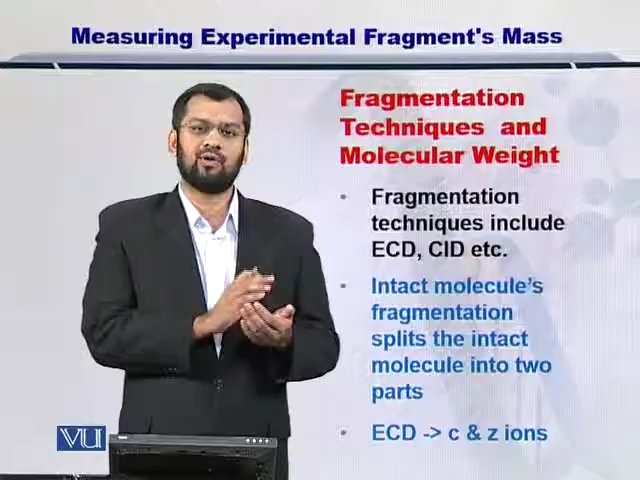 Measuring Experimental Fragment's Mass
Fragmentation
Techniques and
Molecular Weight
• Fragmentation
techniques include
ECD, CID etc.
• Intact molecule's
fragmentation
splits the intact
molecule into two
parts
• ECD -> c & z ions
VU